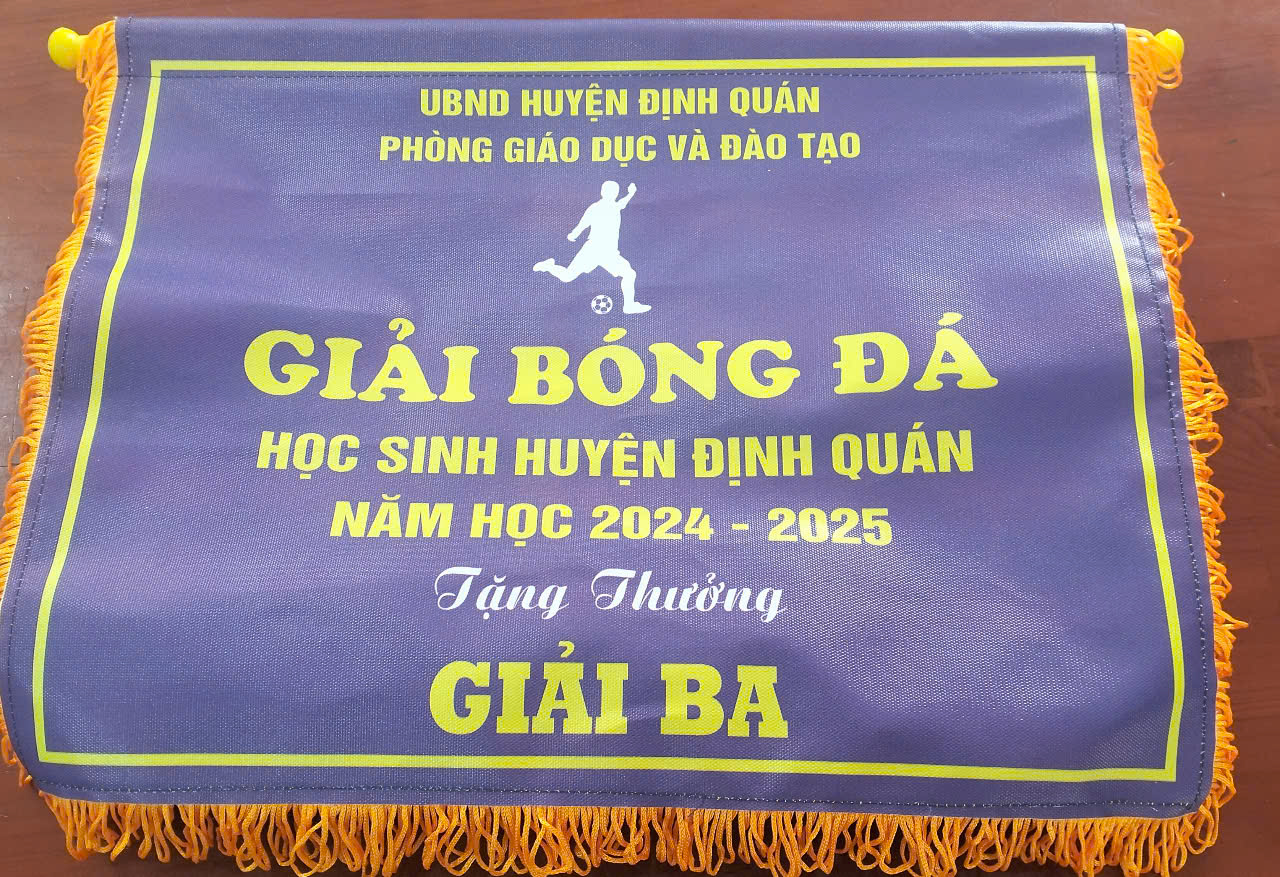 UBND HUYỆN ĐỊNH QUÁN
PHÒNG GIÁO DỤC VÀ ĐÀO TẠO
GIẢI BÓNG ĐÁ
HỌC SINH HUYỆN ĐỊNH QUÁN
NĂM HỌC 2024 - 2025
Tặng Thưởng
GIẢI BA